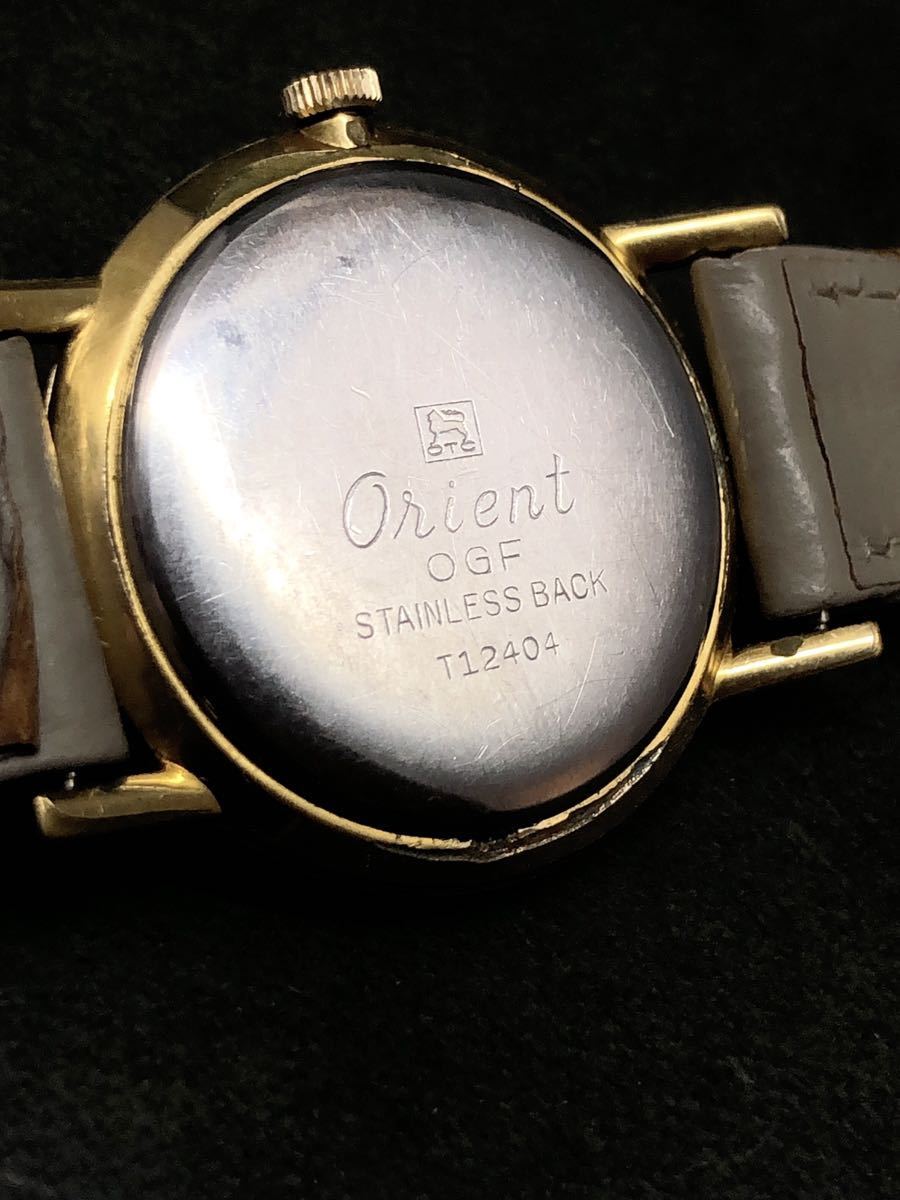 OTC
Orient
OGF
STAINLESS BACK
T12404